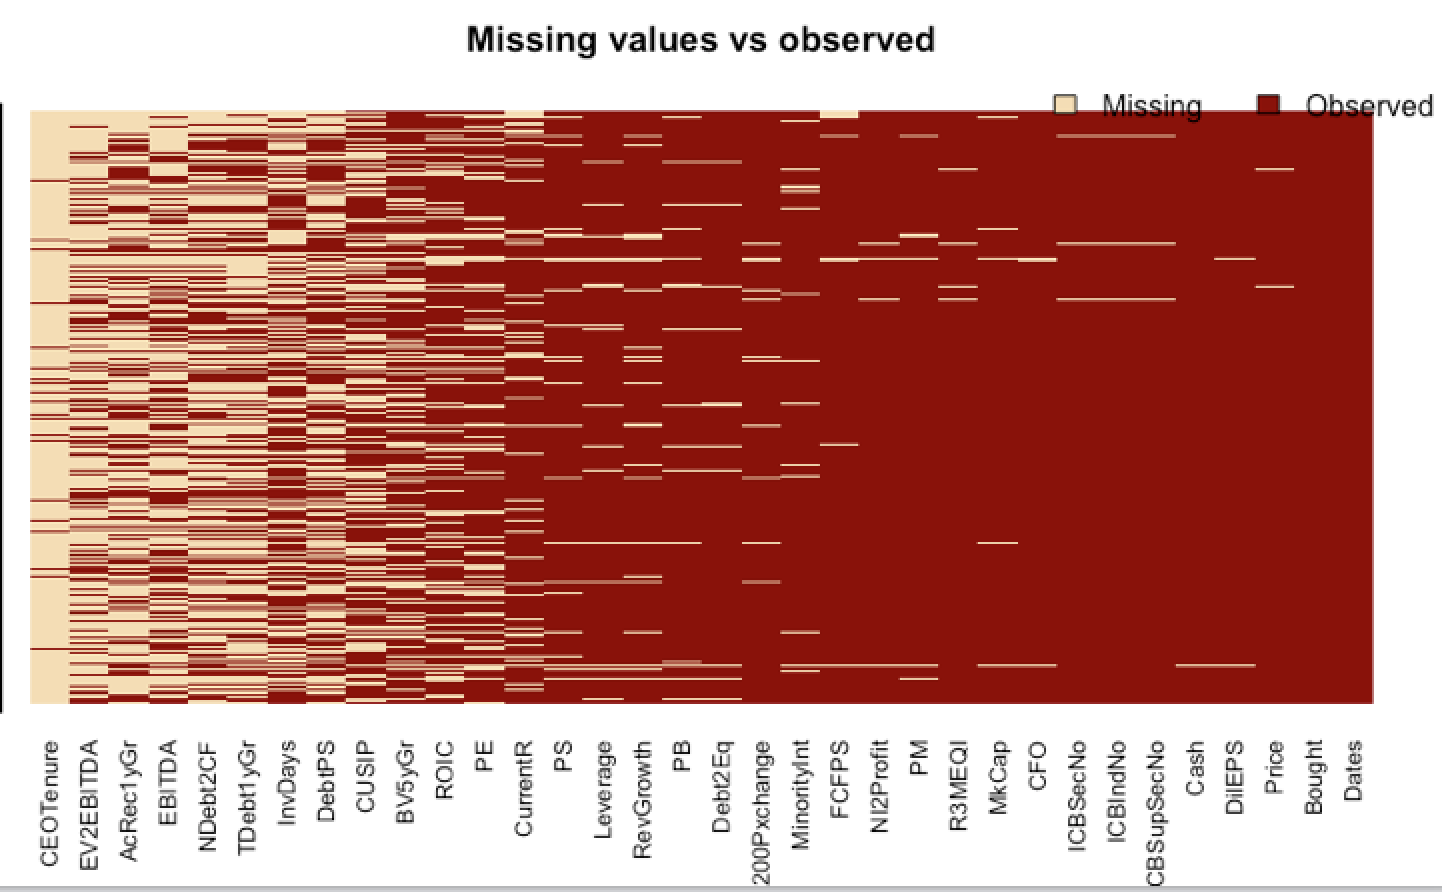 Missing values vs observed
Missing
Observed
CEOTenure
EV2EBITDA
AcRec1yGr
EBITDA
NDebt2CF
TDebt1yGr
InvDays
DebtPS
CUSIP
BV5yGr
ROIC
PE
CurrentR
PS
Leverage
RevGrowth
PB
Debt2Eq
200Pxchange
MinorityInt
FCFPS
NI2Profit
PM
R3MEQI
MkCap
CFO
ICBSecNo
ICBIndNo
CBSupSecNo
Cash
DilEPS
Price
Bought
Dates